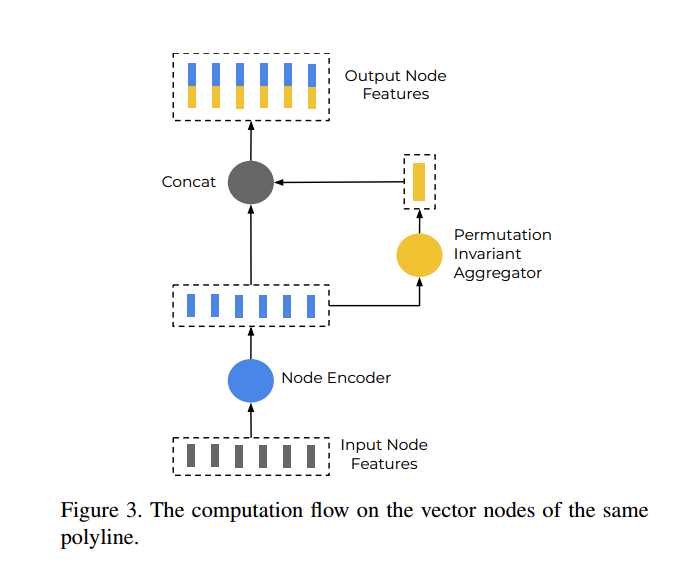 Output Node
Features
Concat
Permutation
Invariant
Aggregator
Node Encoder
Input Node
Features
Figure 3. The computation flow on the vector nodes of the same
polyline.